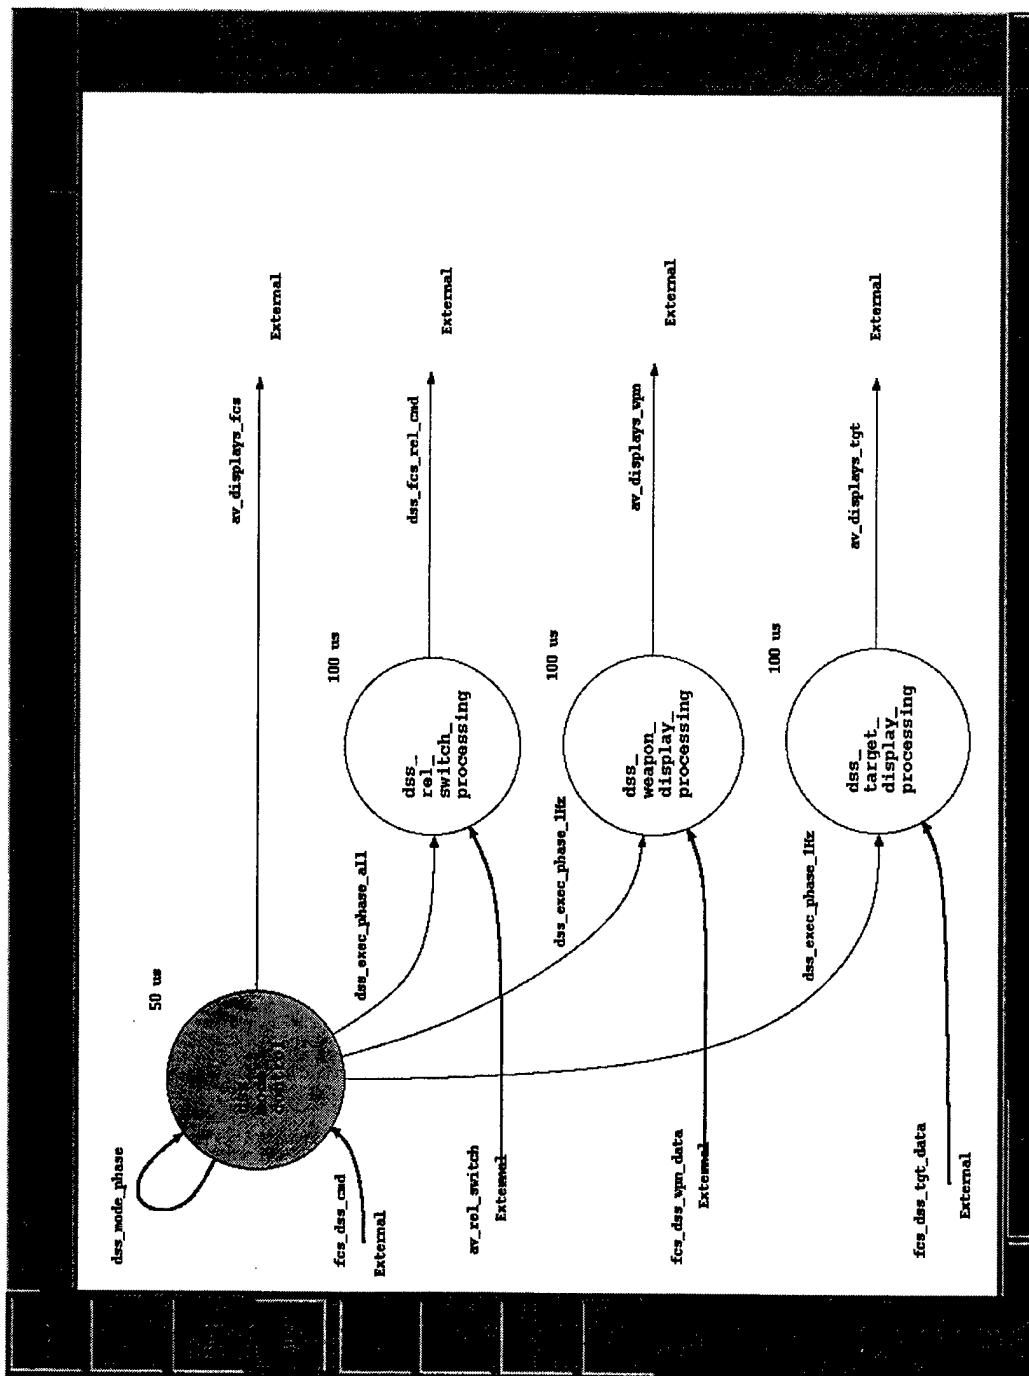 dss_mode_phase
50 us
av_displays_fcs
External
dss_
control
fcs_dss_cmd
External
dss_exec_phase_all
100 us
dss_
rel_
switch_
processing
dss_fcs_rel_cmd
External
av_rel_switch
External
dss_exec_phase_1Hz
100 us
dss_
weapon_
display_
processing
av_displays_wpn
External
fcs_dss_wpn_data
External
dss_exec_phase_1Hz
100 us
dss_
target_
display_
processing
av_displays_tgt
External
fcs_dss_tgt_data
External